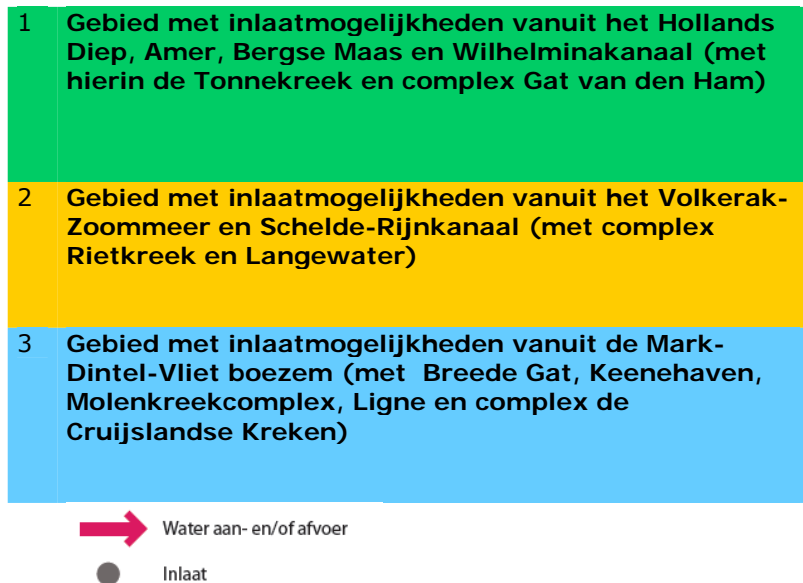 1 Gebied met inlaatmogelijkheden vanuit het Hollands
Diep, Amer, Bergse Maas en Wilhelminakanaal (met
hierin de Tonnekreek en complex Gat van den Ham)
2 Gebied met inlaatmogelijkheden vanuit het Volkerak-
Zoommeer en Schelde-Rijnkanaal (met complex
Rietkreek en Langewater)
3 Gebied met inlaatmogelijkheden vanuit de Mark-
Dintel-Vliet boezem (met Breede Gat, Keenehaven,
Molenkreekcomplex, Ligne en complex de
Cruijslandse Kreken)
Water aan- en/of afvoer
Inlaat